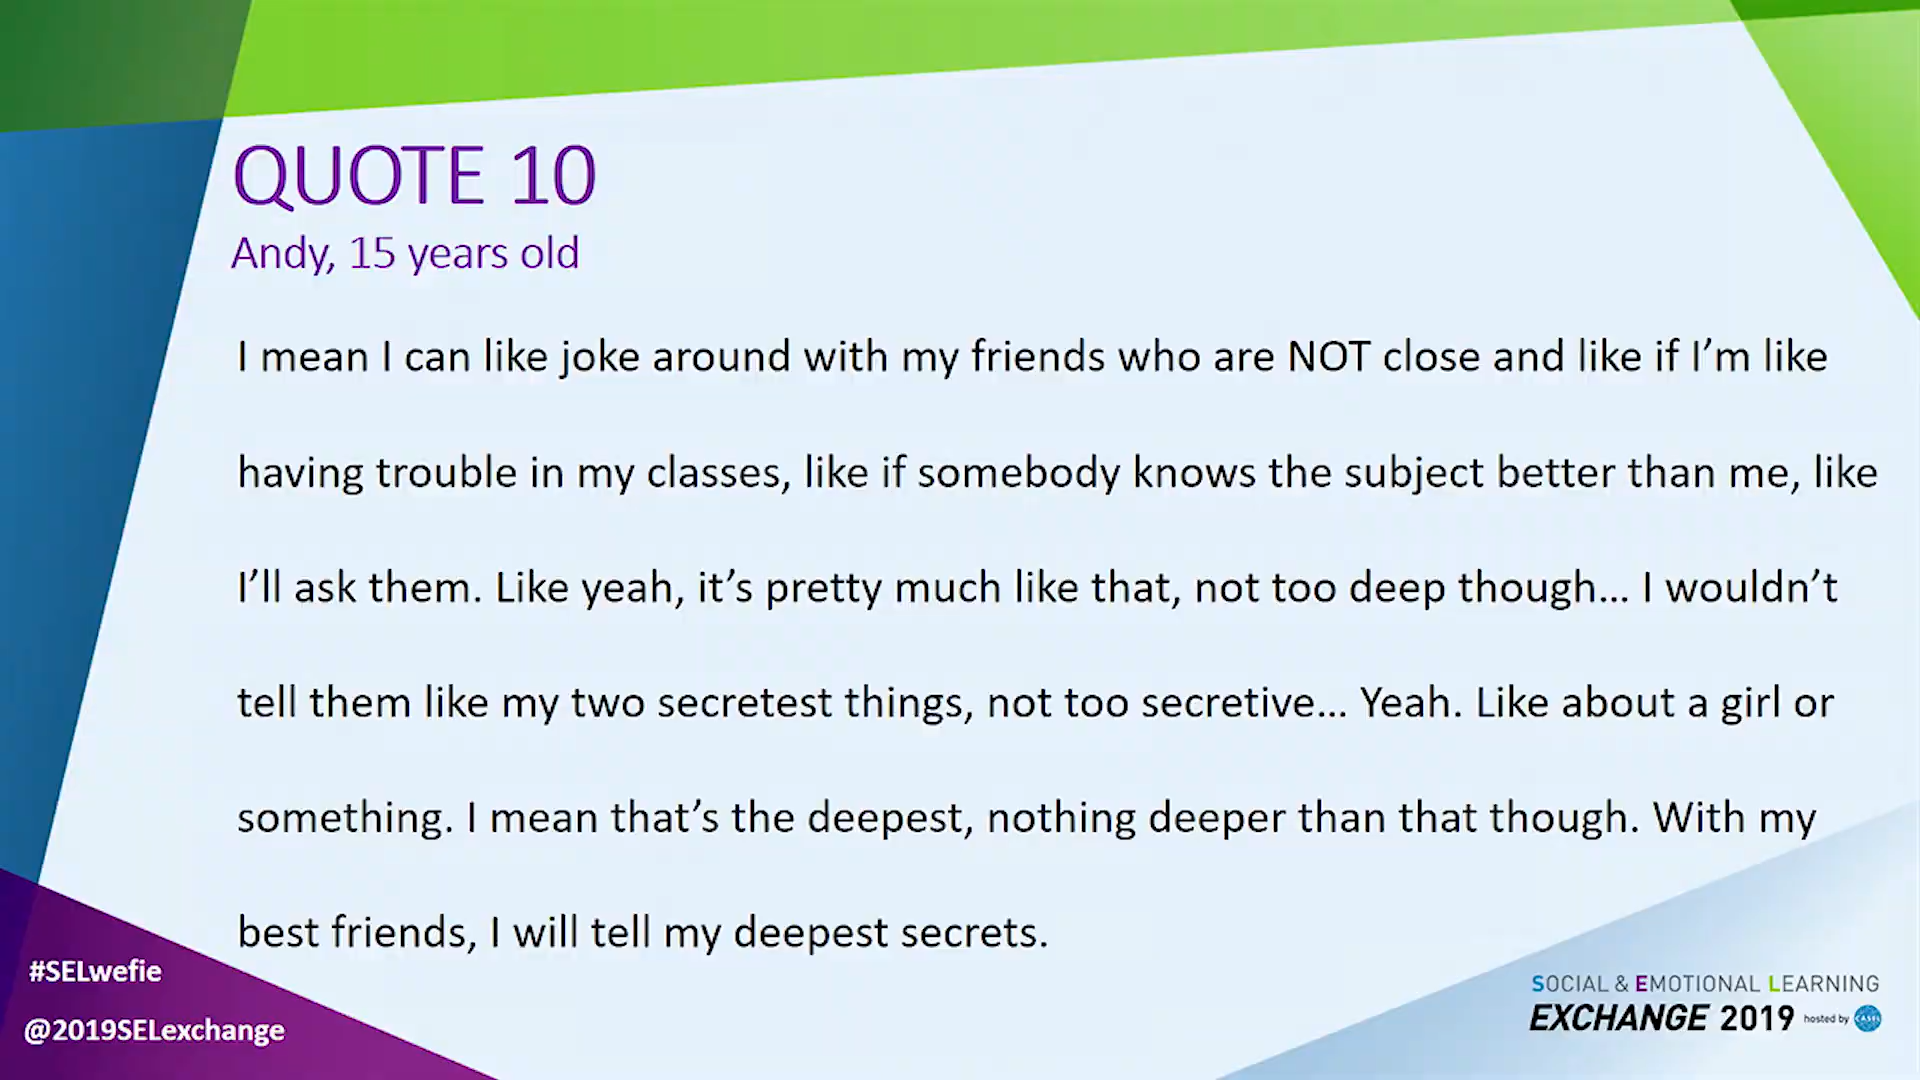 QUOTE 10
Andy, 15 years old
I mean I can like joke around with my friends who are NOT close and like if I’m like
having trouble in my classes, like if somebody knows the subject better than me, like
I’ll ask them. Like yeah, it’s pretty much like that, not too deep though… I wouldn’t
tell them like my two secretest things, not too secretive… Yeah. Like about a girl or
something. I mean that’s the deepest, nothing deeper than that though. With my
best friends, I will tell my deepest secrets.
#SELwefie
@2019SELexchange
SOCIAL & EMOTIONAL LEARNING
EXCHANGE 2019 hosted by CASEL